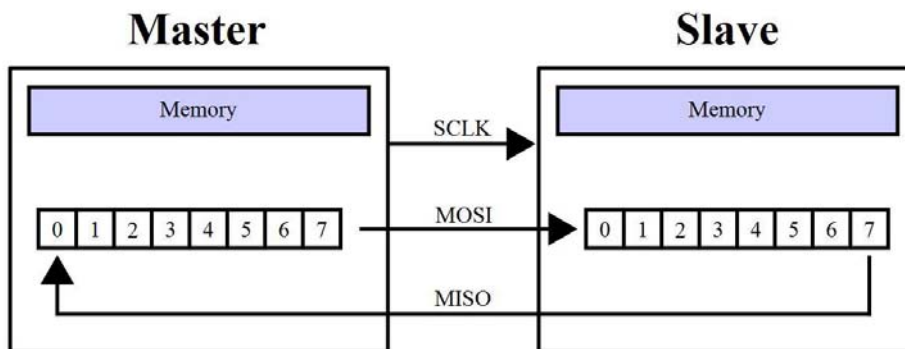 Master Slave
Memory Memory
SCLK
0 1 2 3 4 5 6 7 MOSI 0 1 2 3 4 5 6 7
MISO